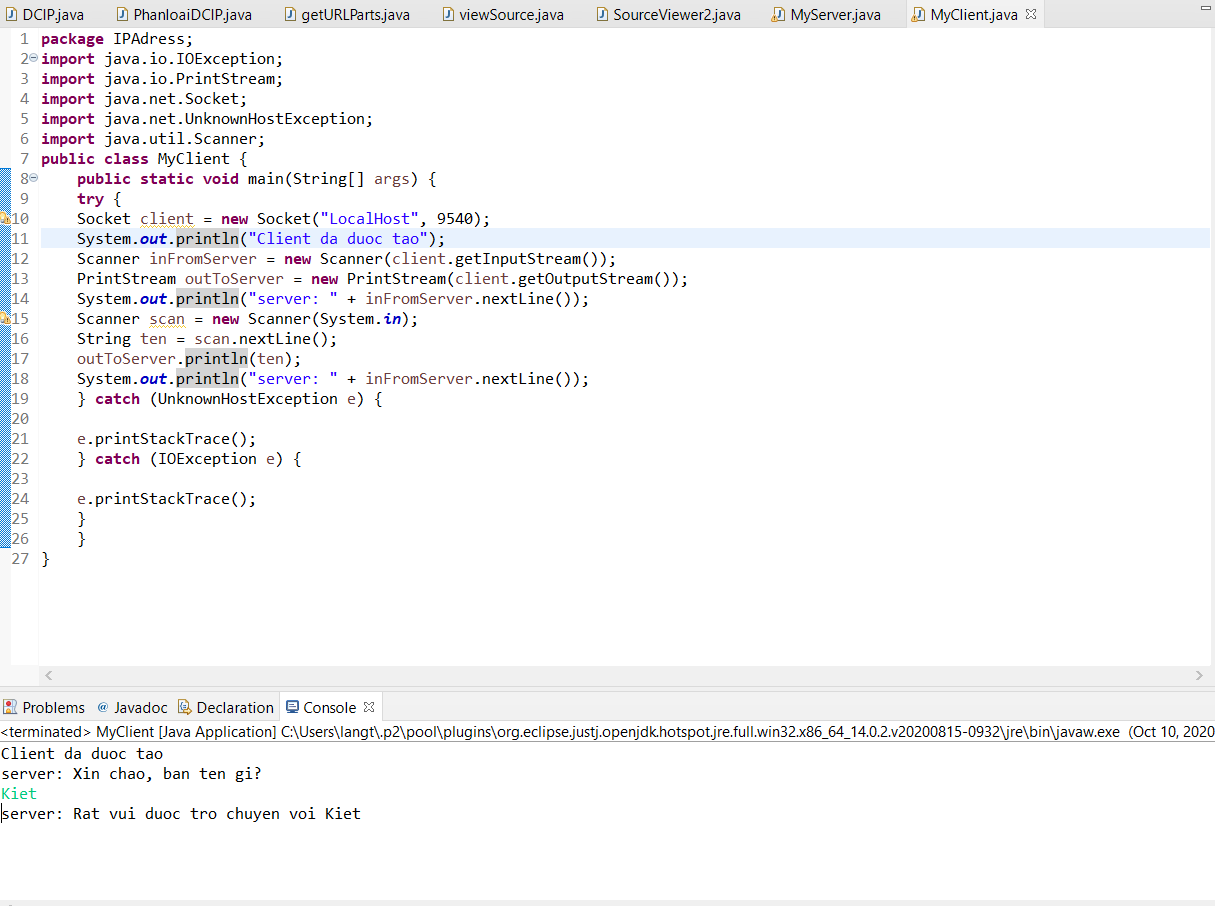 DCIP.java PhanloaiDCIP.java getURLParts.java viewSource.java SourceViewer2.java MyServer.java MyClient.java
1 package IPAdress;
2 import java.io.IOException;
3 import java.io.PrintStream;
4 import java.net.Socket;
5 import java.net.UnknownHostException;
6 import java.util.Scanner;
7 public class MyClient {
8 public static void main(String[] args) {
9 try {
10 Socket client = new Socket("LocalHost", 9540);
11 System.out.println("Client da duoc tao");
12 Scanner inFromServer = new Scanner(client.getInputStream());
13 PrintStream outToServer = new PrintStream(client.getOutputStream());
14 System.out.println("server: " + inFromServer.nextLine());
15 Scanner scan = new Scanner(System.in);
16 String ten = scan.nextLine();
17 outToServer.println(ten);
18 System.out.println("server: " + inFromServer.nextLine());
19 } catch (UnknownHostException e) {
20
21 e.printStackTrace();
22 } catch (IOException e) {
23
24 e.printStackTrace();
25 }
26 }
27 }
Problems @ Javadoc Declaration Console
<terminated> MyClient [Java Application] C:\Users\langt\.p2\pool\plugins\org.eclipse.justj.openjdk.hotspot.jre.full.win32.x86_64_14.0.2.v20200815-0932\jre\bin\javaw.exe (Oct 10, 2020
Client da duoc tao
server: Xin chao, ban ten gi?
Kiet
server: Rat vui duoc tro chuyen voi Kiet